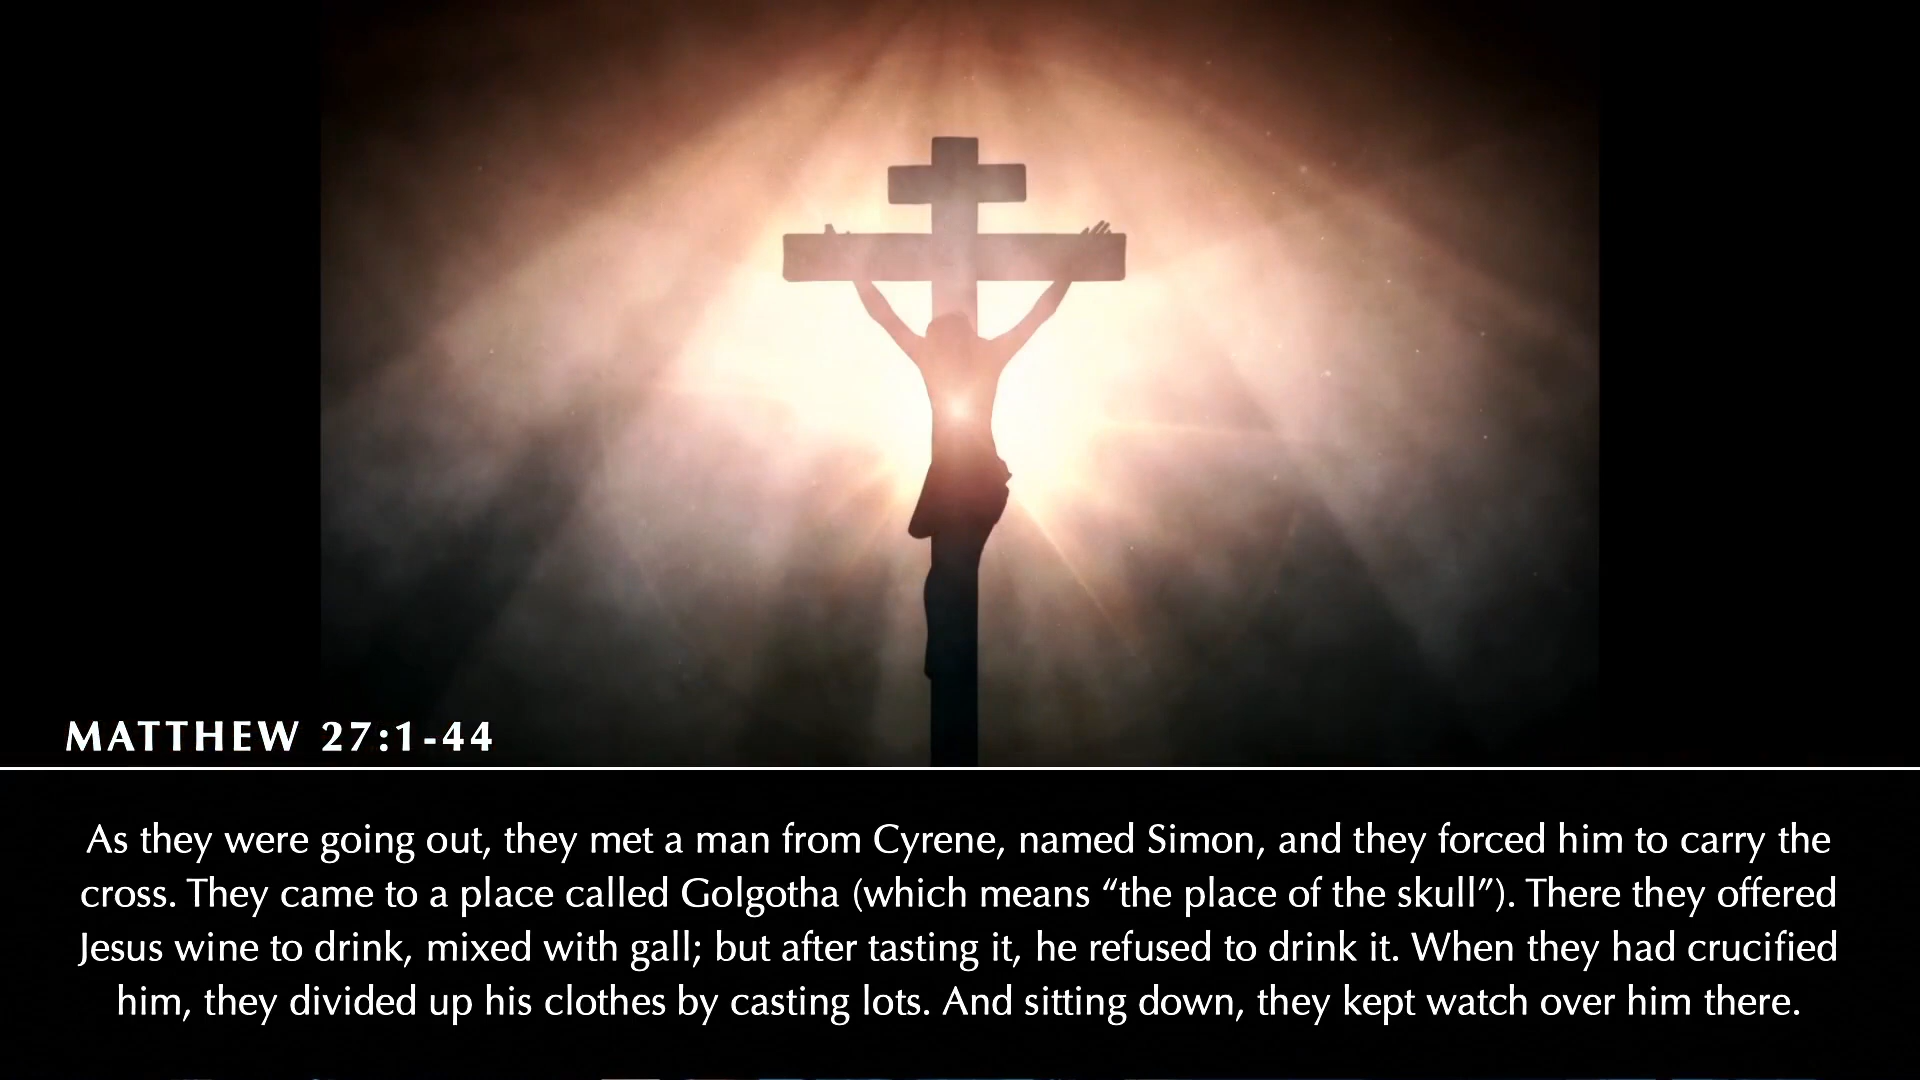 MATTHEW 27:1-44
As they were going out, they met a man from Cyrene, named Simon, and they forced him to carry the
cross. They came to a place called Golgotha (which means “the place of the skull”). There they offered
Jesus wine to drink, mixed with gall; but after tasting it, he refused to drink it. When they had crucified
him, they divided up his clothes by casting lots. And sitting down, they kept watch over him there.